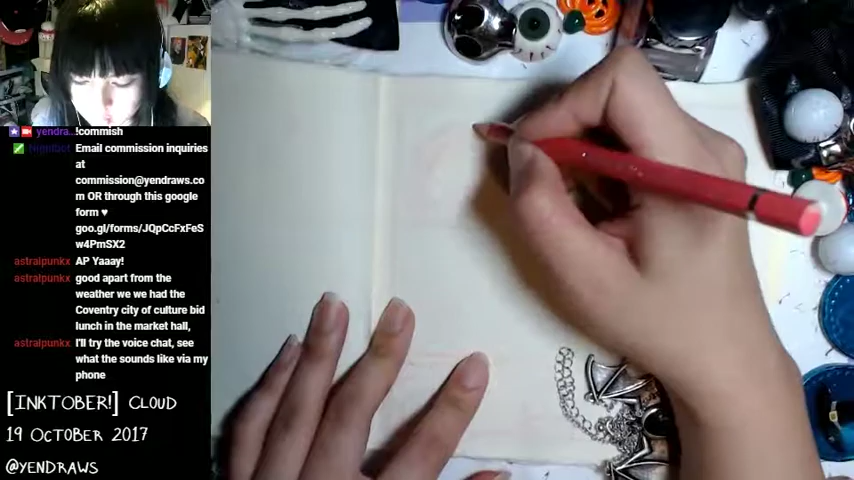 yendra.. !commish
Nightbot Email commission inquiries
at
commission@yendraws.co
m OR through this google
form ♥
goo.gl/forms/JQpCcFxFeS
w4PmSX2
astralpunkx AP Yaaay!
astralpunkx good apart from the
weather we we had the
Coventry city of culture bid
lunch in the market hall,
astralpunkx I'll try the voice chat, see
what the sounds like via my
phone
[INKTOBER!] CLOUD
19 OCTOBER 2017
@YENDRAWS